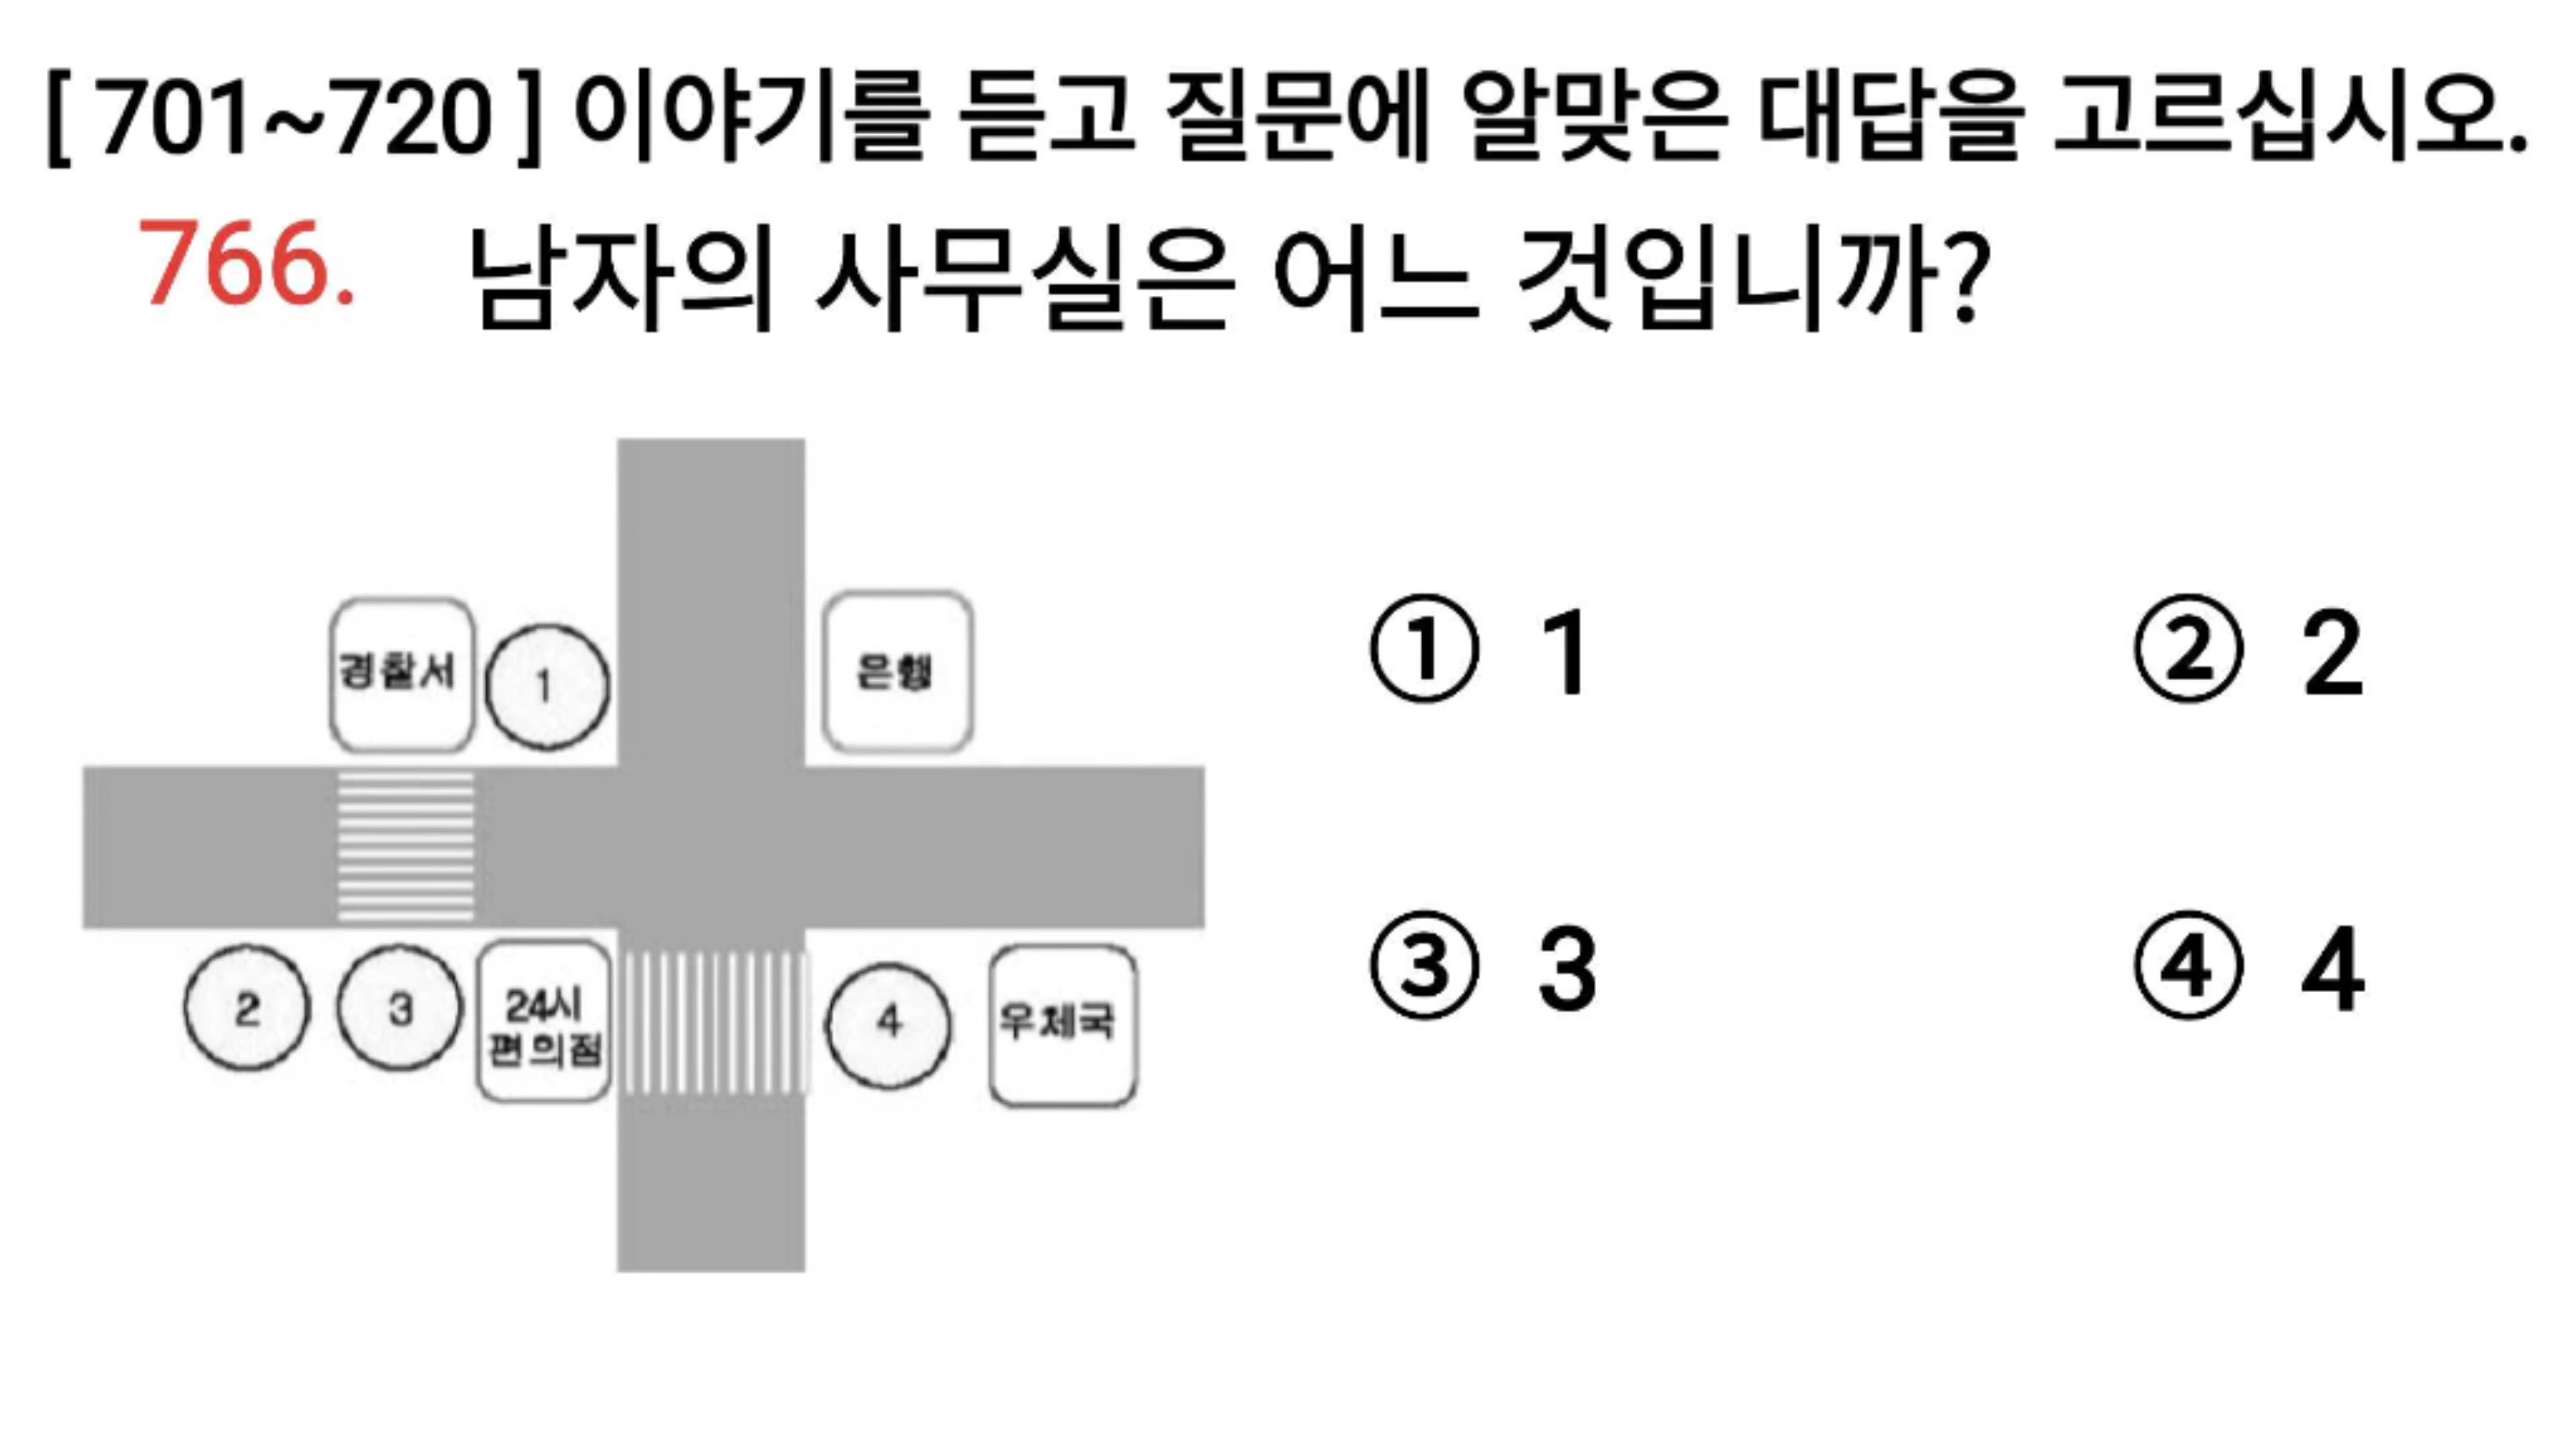 [ 701~720 ] 이야기를 듣고 질문에 알맞은 대답을 고르십시오.
766. 남자의 사무실은 어느 것입니까?
경찰서
1
은행
2
3
24시
편의점
4
우체국
① 1
② 2
③ 3
④ 4